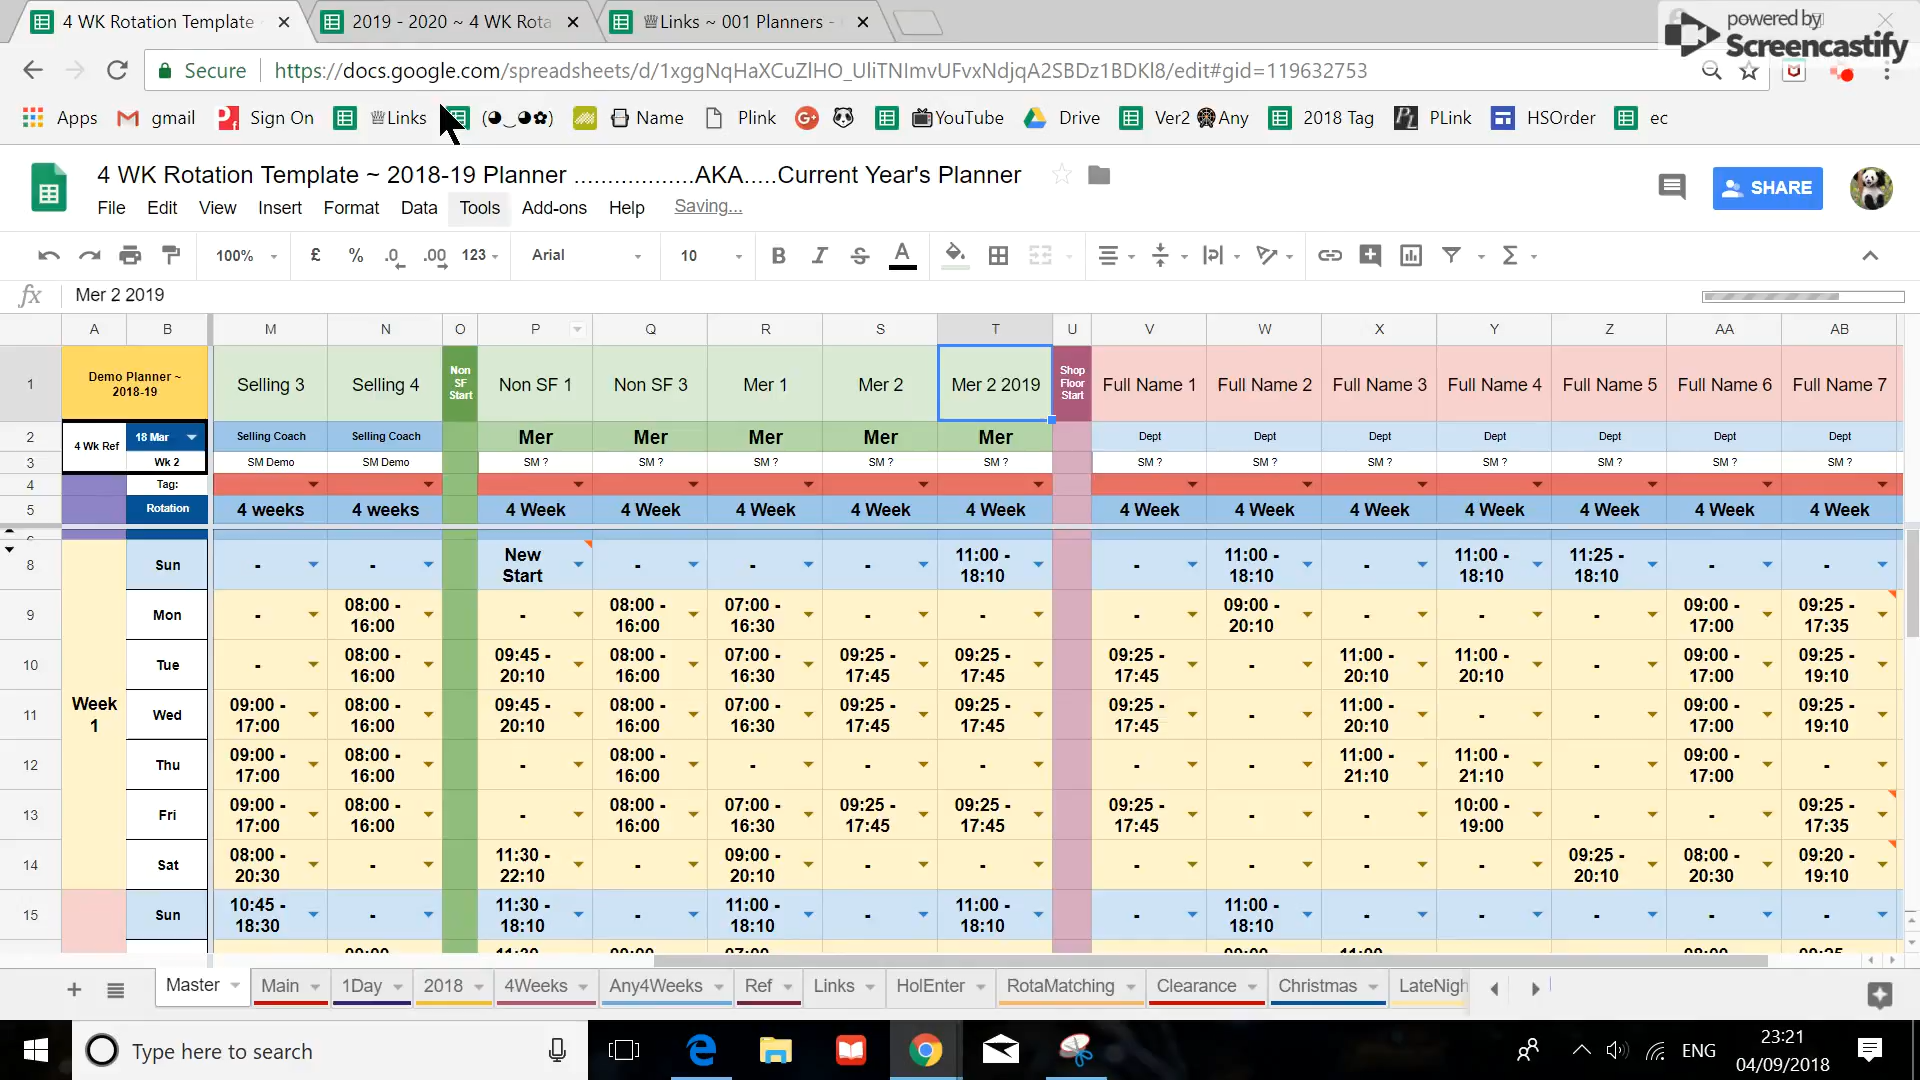 4 WK Rotation Template
2019 - 2020 ~ 4 WK Rota
♕Links ~ 001 Planners -
powered by
Screencastify
Secure
https://docs.google.com/spreadsheets/d/1xggNqHaXCuZlHO_UliTNImvUFvxNdjqA2SBDz1BDKl8/edit#gid=119632753
Apps gmail Sign On ♕Links (◕‿◕✿) Name Plink YouTube Drive Ver2 Any 2018 Tag PLink HSOrder ec
4 WK Rotation Template ~ 2018-19 Planner ..................AKA.....Current Year's Planner
SHARE
File Edit View Insert Format Data Tools Add-ons Help Saving...
100% £ % .0 .00 123 Arial 10 B I S A Σ
fx Mer 2 2019
A B M N O P Q R S T U V W X Y Z AA AB
1 Demo Planner ~ 2018-19 Selling 3 Selling 4 Non SF Start Non SF 1 Non SF 3 Mer 1 Mer 2 Mer 2 2019 Shop Floor Start Full Name 1 Full Name 2 Full Name 3 Full Name 4 Full Name 5 Full Name 6 Full Name 7
2 4 Wk Ref 18 Mar Selling Coach Selling Coach Mer Mer Mer Mer Mer Dept Dept Dept Dept Dept Dept Dept
3 Wk 2 SM Demo SM Demo SM ? SM ? SM ? SM ? SM ? SM ? SM ? SM ? SM ? SM ? SM ? SM ?
4 Tag:
5 Rotation 4 weeks 4 weeks 4 Week 4 Week 4 Week 4 Week 4 Week 4 Week 4 Week 4 Week 4 Week 4 Week 4 Week 4 Week
8 Sun - - New Start - - - 11:00 - 18:10 - 11:00 - 18:10 - 11:00 - 18:10 11:25 - 18:10 - -
9 Mon - 08:00 - 16:00 - 08:00 - 16:00 07:00 - 16:30 - - - 09:00 - 20:10 - - - 09:00 - 17:00 09:25 - 17:35
10 Tue - 08:00 - 16:00 09:45 - 20:10 08:00 - 16:00 07:00 - 16:30 09:25 - 17:45 09:25 - 17:45 09:25 - 17:45 - 11:00 - 20:10 11:00 - 20:10 - 09:00 - 17:00 09:25 - 19:10
11 Week 1 Wed 09:00 - 17:00 08:00 - 16:00 09:45 - 20:10 08:00 - 16:00 07:00 - 16:30 09:25 - 17:45 09:25 - 17:45 09:25 - 17:45 - 11:00 - 20:10 - - 09:00 - 17:00 09:25 - 19:10
12 Thu 09:00 - 17:00 08:00 - 16:00 - 08:00 - 16:00 - - - - - 11:00 - 21:10 11:00 - 21:10 - 09:00 - 17:00 -
13 Fri 09:00 - 17:00 08:00 - 16:00 - 08:00 - 16:00 07:00 - 16:30 09:25 - 17:45 09:25 - 17:45 09:25 - 17:45 - - 10:00 - 19:00 - - 09:25 - 17:35
14 Sat 08:00 - 20:30 - 11:30 - 22:10 - 09:00 - 20:10 - - - - - - 09:25 - 20:10 08:00 - 20:30 09:20 - 19:10
15 Sun 10:45 - 18:30 - 11:30 - 18:10 - 11:00 - 18:10 - 11:00 - 18:10 - 11:00 - 18:10 - - - - -
Master Main 1Day 2018 4Weeks Any4Weeks Ref Links HolEnter RotaMatching Clearance Christmas LateNigh
Type here to search
ENG
23:21
04/09/2018